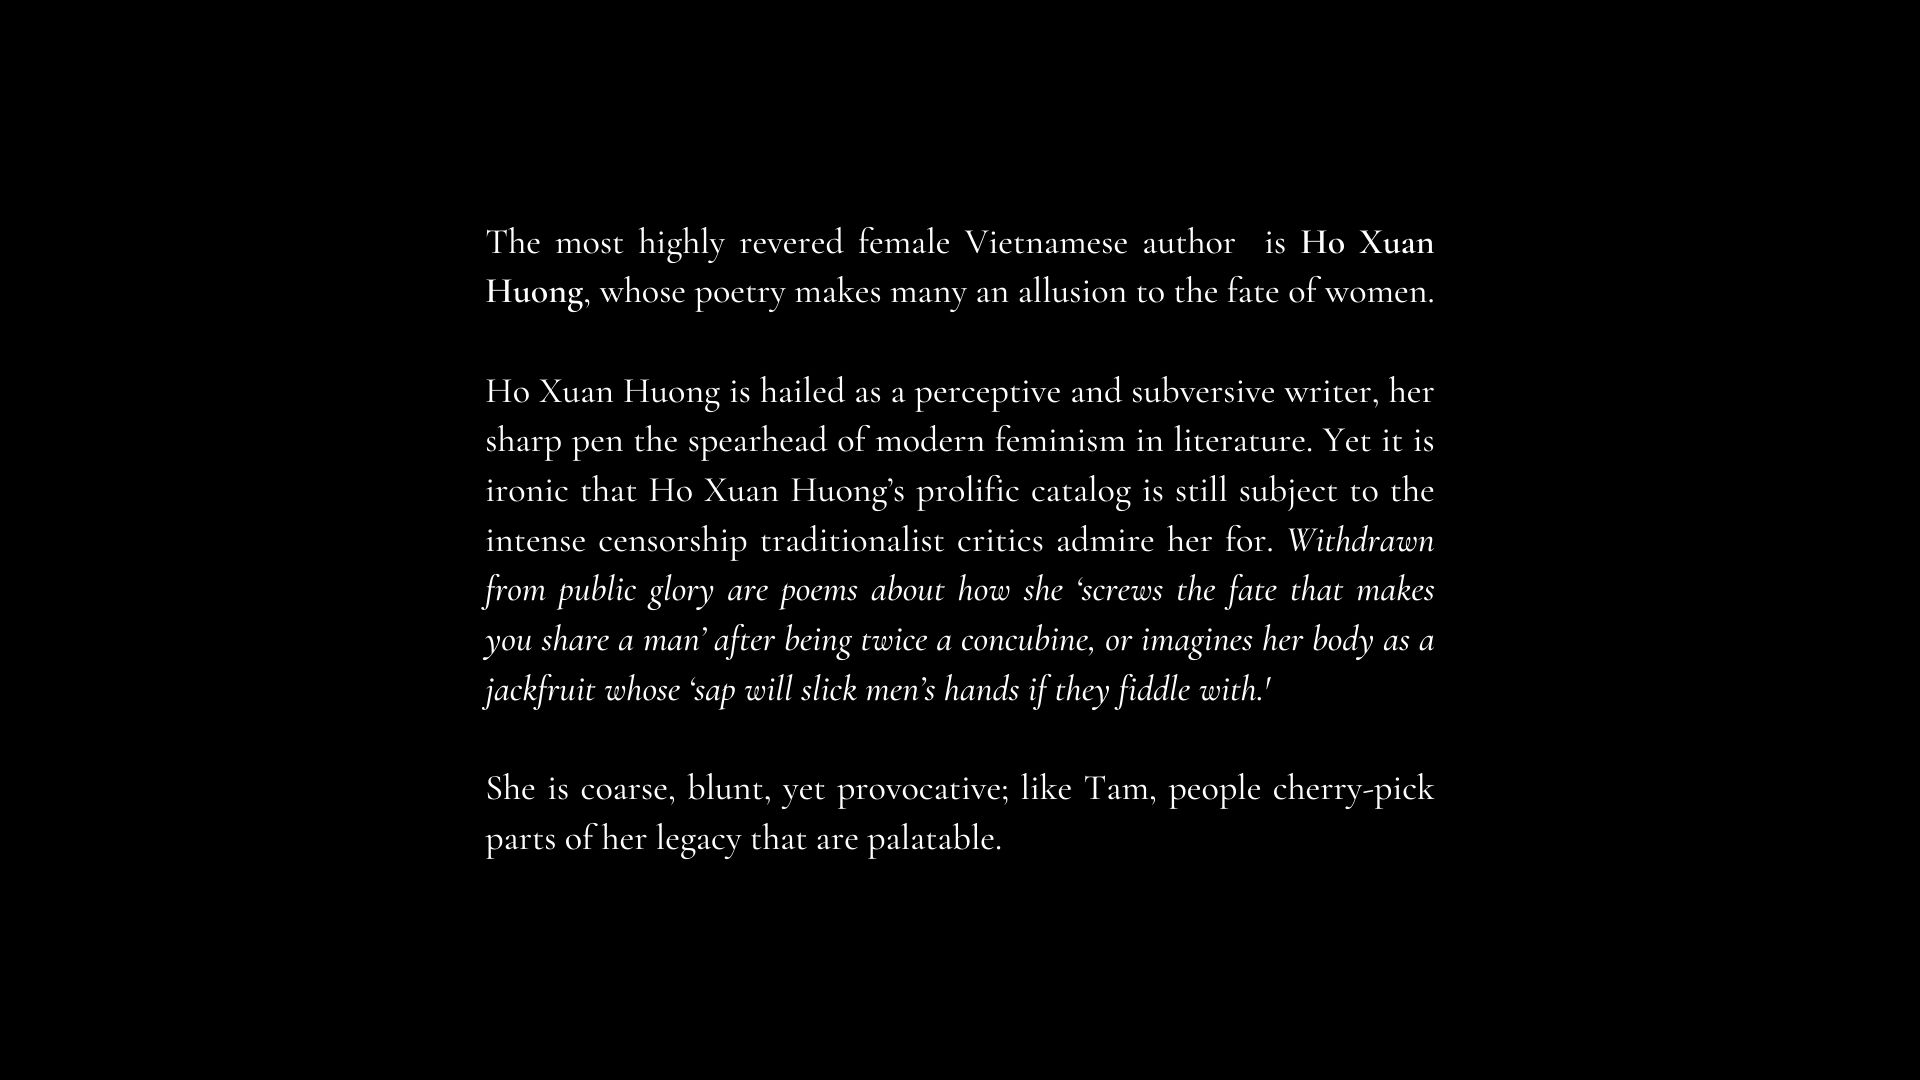 The most highly revered female Vietnamese author  is Ho Xuan
Huong, whose poetry makes many an allusion to the fate of women.
Ho Xuan Huong is hailed as a perceptive and subversive writer, her
sharp pen the spearhead of modern feminism in literature. Yet it is
ironic that Ho Xuan Huong’s prolific catalog is still subject to the
intense censorship traditionalist critics admire her for. Withdrawn
from public glory are poems about how she ‘screws the fate that makes
you share a man’ after being twice a concubine, or imagines her body as a
jackfruit whose ‘sap will slick men’s hands if they fiddle with.'
She is coarse, blunt, yet provocative; like Tam, people cherry-pick
parts of her legacy that are palatable.